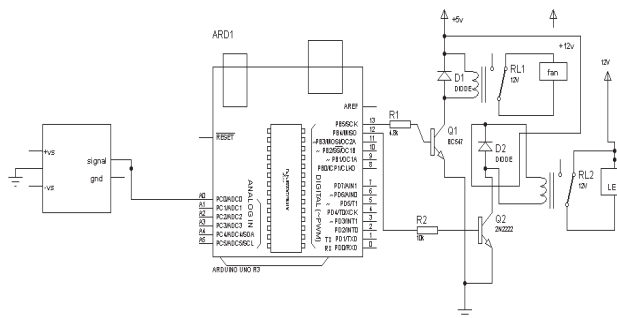 ARD1
+5v
+12v
12V
RL1
12V
fan
D1
DIODE
AREF
RESET
PB5/SCK 13
PB4/MISO 12
~PB3/MOSI/OC2A 11
~ PB2/SS/OC1B 10
~ PB1/OC1A 9
PB0/ICP1/CLKO 8
R1
Q1
BC547
D2
DIODE
+vs
-vs
signal
gnd
ANALOG IN
A0 PC0/ADC0
A1 PC1/ADC1
A2 PC2/ADC2
A3 PC3/ADC3
A4 PC4/ADC4/SDA
A5 PC5/ADC5/SCL
DIGITAL (~PWM)
PD7/AIN1 7
~ PD6/AIN0 6
~ PD5/T1 5
PD4/T0/XCK 4
~ PD3/INT1 3
PD2/INT0 2
TX PD1/TXD 1
RX PD0/RXD 0
ARDUINO UNO R3
R2
10k
Q2
2N2222
RL2
12V
LE